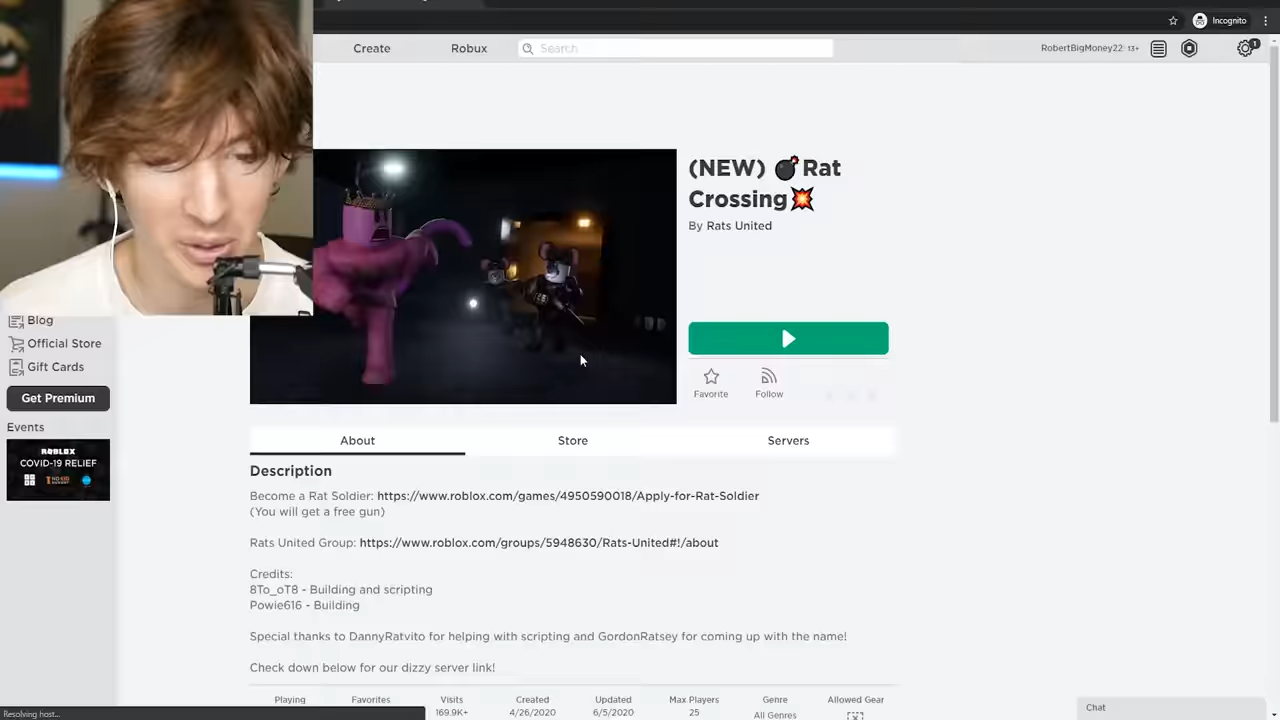 Incognito
Create
Robux
Search
RobertBigMoney22: 13+
1
(NEW) 💣Rat
Crossing💥
By Rats United
Favorite
Follow
Blog
Official Store
Gift Cards
Get Premium
Events
ROBLOX
COVID-19 RELIEF
About
Store
Servers
Description
Become a Rat Soldier: https://www.roblox.com/games/4950590018/Apply-for-Rat-Soldier
(You will get a free gun)
Rats United Group: https://www.roblox.com/groups/5948630/Rats-United#!/about
Credits:
8To_oT8 - Building and scripting
Powie616 - Building
Special thanks to DannyRatvito for helping with scripting and GordonRatsey for coming up with the name!
Check down below for our dizzy server link!
Playing
Favorites
Visits
Created
Updated
Max Players
Genre
Allowed Gear
169.9K+
4/26/2020
6/5/2020
25
All Genres
Resolving host...
Chat